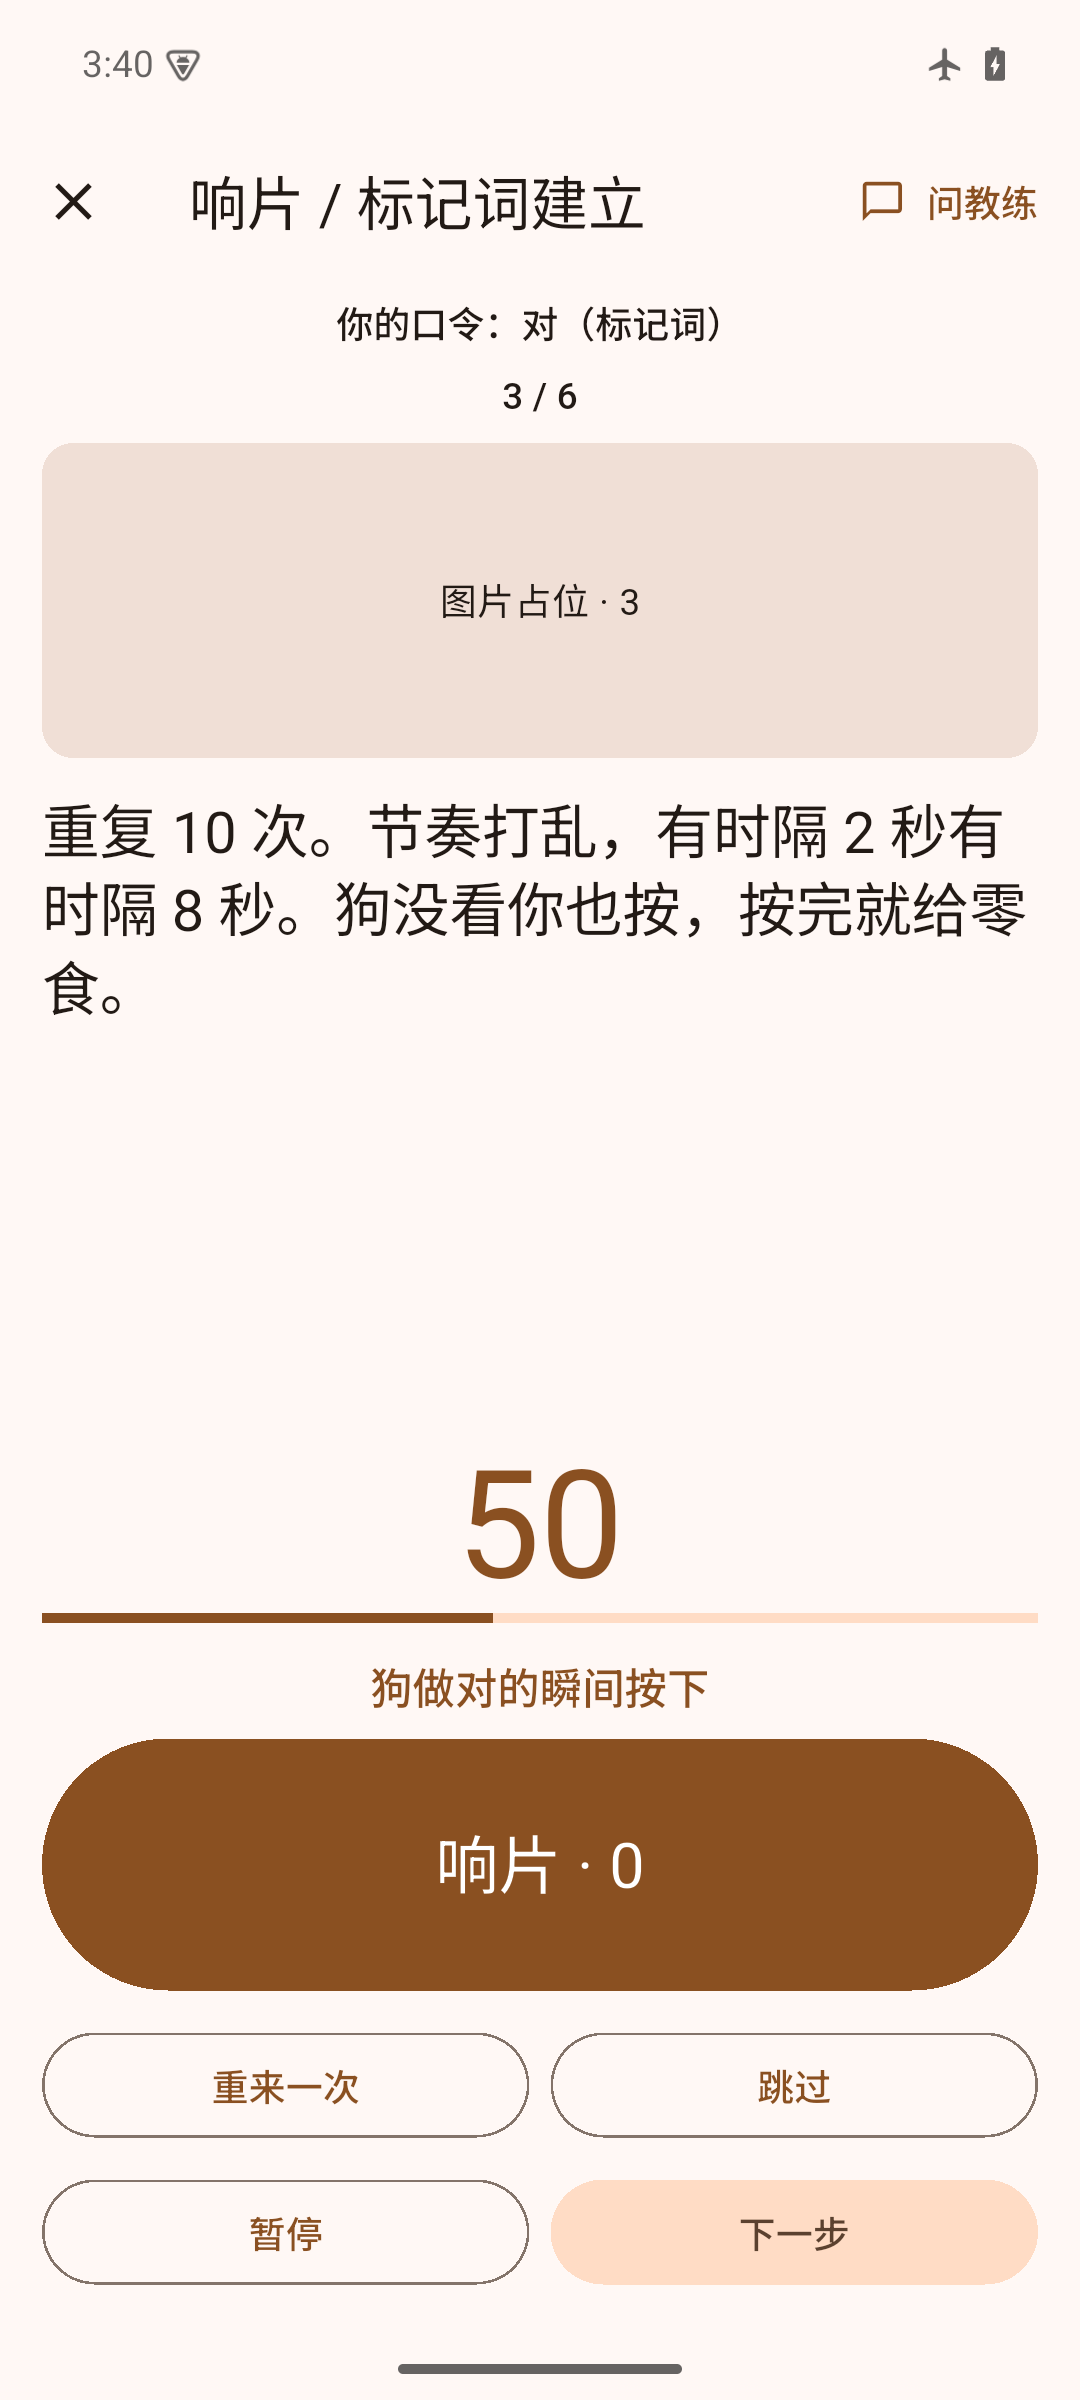 3:40
响片 / 标记词建立
问教练
你的口令：对（标记词）
3 / 6
图片占位 · 3
重复 10 次。节奏打乱，有时隔 2 秒有
时隔 8 秒。狗没看你也按，按完就给零
食。
50
狗做对的瞬间按下
响片 · 0
重来一次
跳过
暂停
下一步